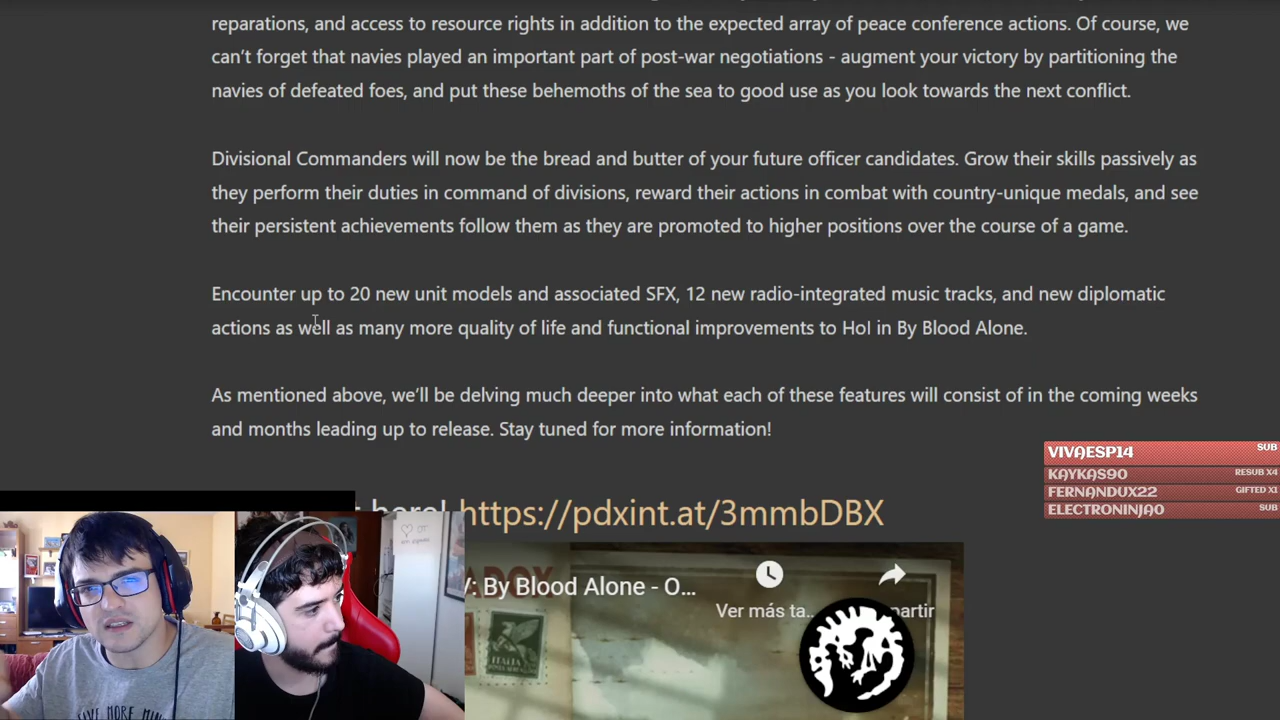 reparations, and access to resource rights in addition to the expected array of peace conference actions. Of course, we
can’t forget that navies played an important part of post-war negotiations - augment your victory by partitioning the
navies of defeated foes, and put these behemoths of the sea to good use as you look towards the next conflict.
Divisional Commanders will now be the bread and butter of your future officer candidates. Grow their skills passively as
they perform their duties in command of divisions, reward their actions in combat with country-unique medals, and see
their persistent achievements follow them as they are promoted to higher positions over the course of a game.
Encounter up to 20 new unit models and associated SFX, 12 new radio-integrated music tracks, and new diplomatic
actions as well as many more quality of life and functional improvements to HoI in By Blood Alone.
As mentioned above, we’ll be delving much deeper into what each of these features will consist of in the coming weeks
and months leading up to release. Stay tuned for more information!
VIVAESP14 SUB
KAYKAS90 RESUB X4
FERNANDUX22 GIFTED X1
ELECTRONINJA0 SUB
here! https://pdxint.at/3mmbDBX
V: By Blood Alone - O...
Ver más ta...
partir
ITALIA